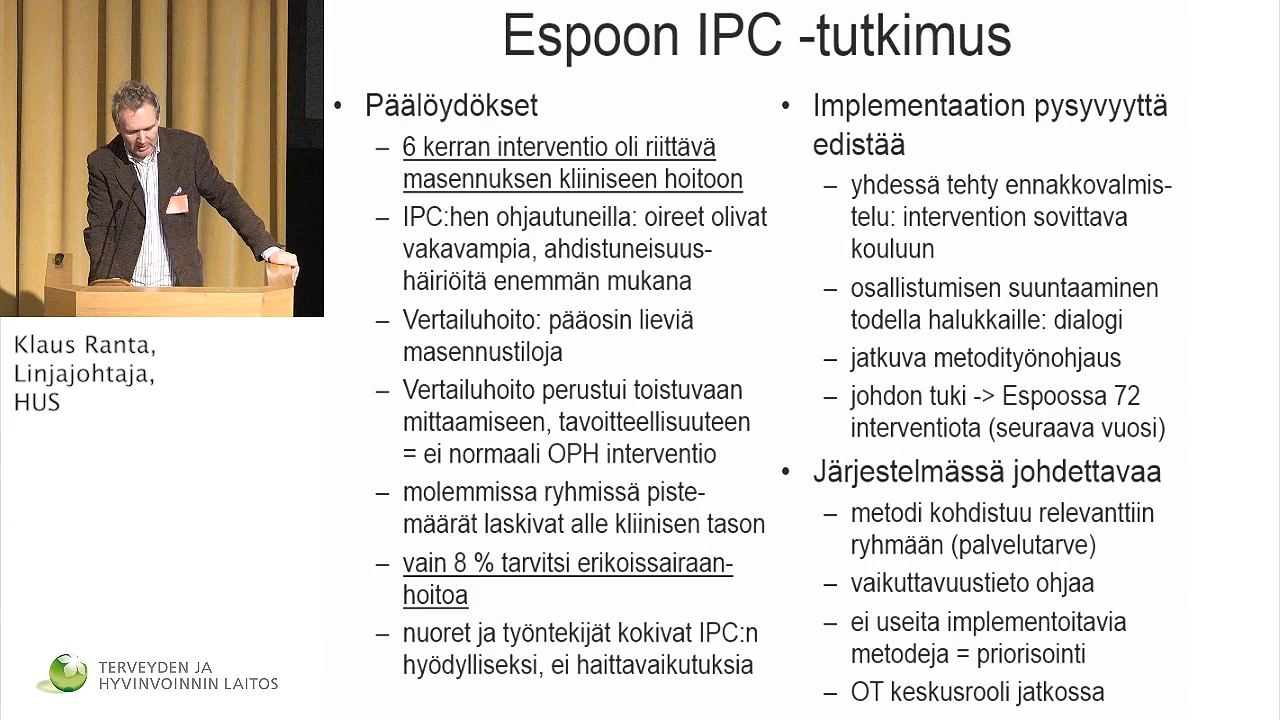 Espoon IPC -tutkimus
• Päälöydökset
– 6 kerran interventio oli riittävä
masennuksen kliiniseen hoitoon
– IPC:hen ohjautuneilla: oireet olivat
vakavampia, ahdistuneisuus-
häiriöitä enemmän mukana
– Vertailuhoito: pääosin lieviä
masennustiloja
– Vertailuhoito perustui toistuvaan
mittaamiseen, tavoitteellisuuteen
= ei normaali OPH interventio
– molemmissa ryhmissä piste-
määrät laskivat alle kliinisen tason
– vain 8 % tarvitsi erikoissairaan-
hoitoa
– nuoret ja työntekijät kokivat IPC:n
hyödylliseksi, ei haittavaikutuksia
• Implementaation pysyvyyttä
edistää
– yhdessä tehty ennakkovalmis-
telu: intervention sovittava
kouluun
– osallistumisen suuntaaminen
todella halukkaille: dialogi
– jatkuva metodityönohjaus
– johdon tuki -> Espoossa 72
interventiota (seuraava vuosi)
• Järjestelmässä johdettavaa
– metodi kohdistuu relevanttiin
ryhmään (palvelutarve)
– vaikuttavuustieto ohjaa
– ei useita implementoitavia
metodeja = priorisointi
– OT keskusrooli jatkossa
Klaus Ranta,
Linjajohtaja,
HUS
TERVEYDEN JA
HYVINVOINNIN LAITOS